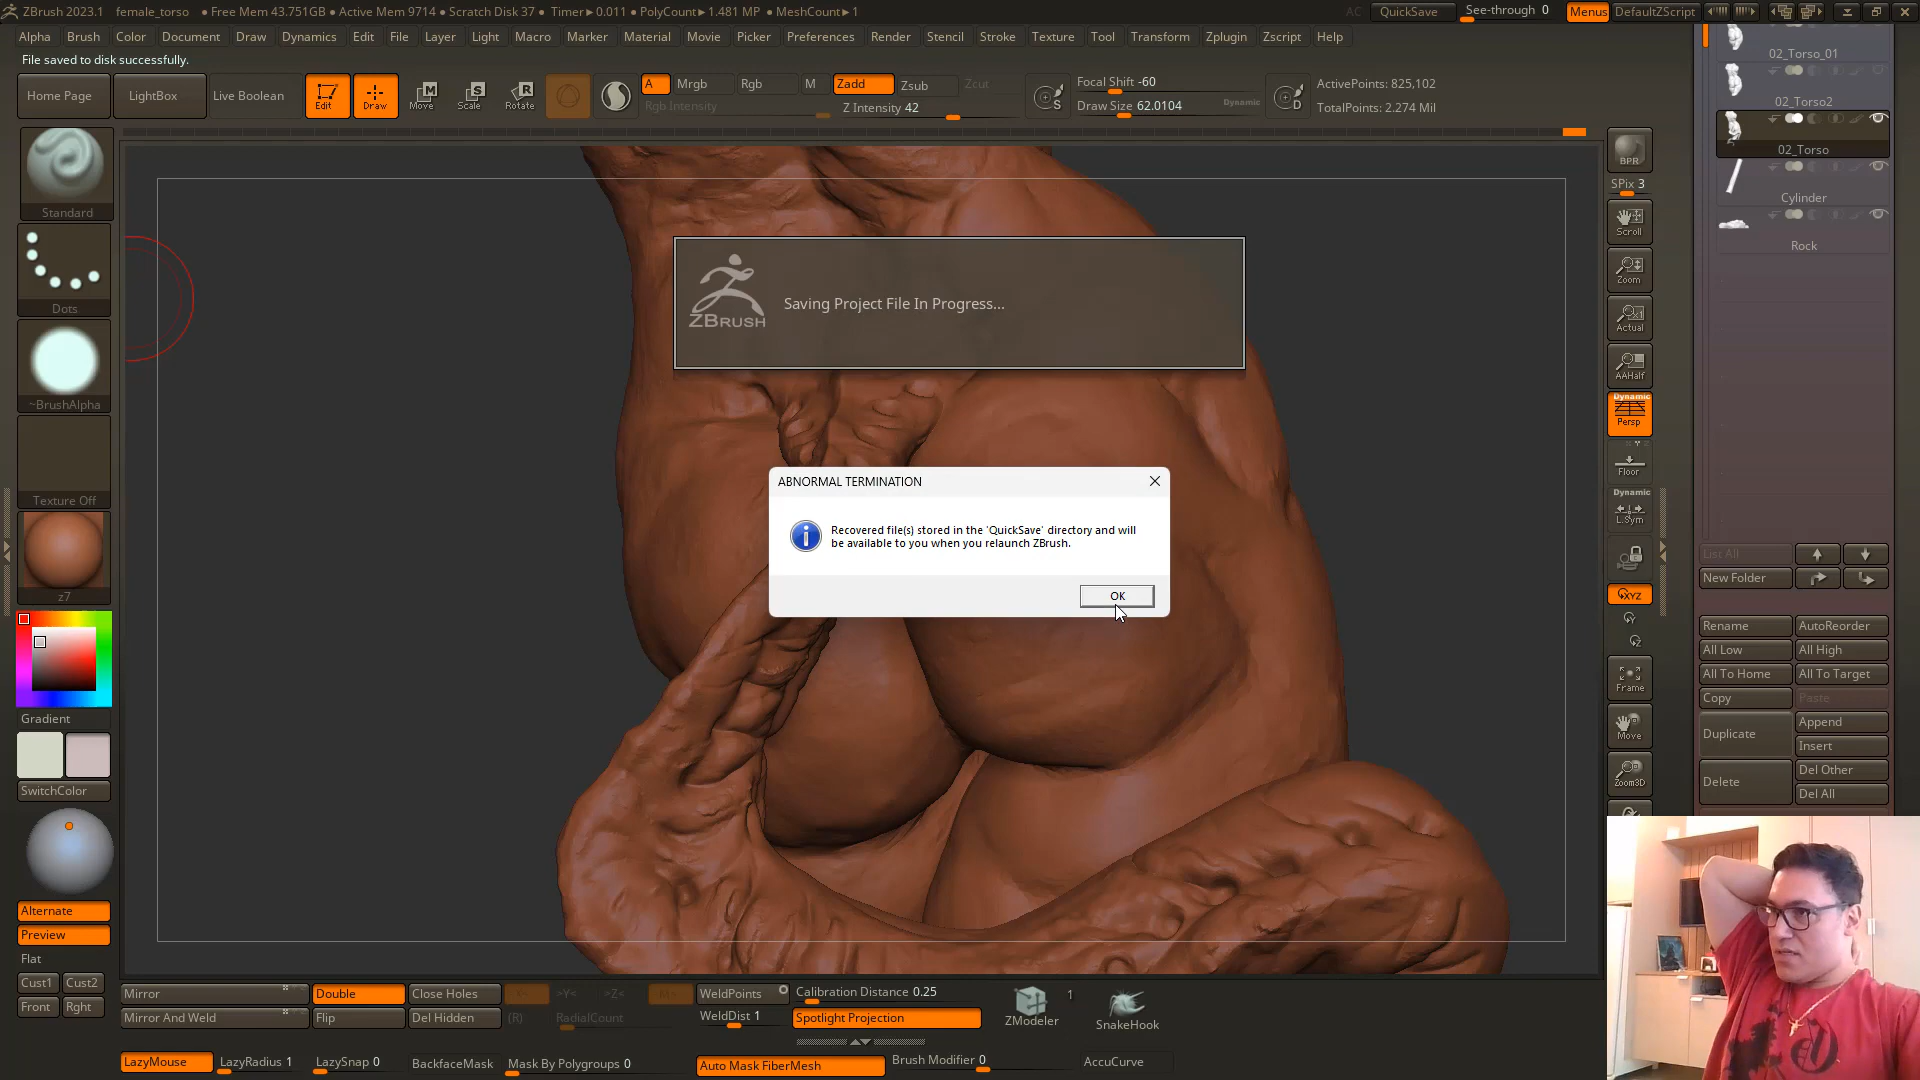 ZBrush 2023.1 female_torso • Free Mem 43.751GB • Active Mem 9714 • Scratch Disk 37 • Timer▸0.011 • PolyCount▸1.481 MP • MeshCount▸1
AC QuickSave See-through 0 Menus DefaultZScript
Alpha Brush Color Document Draw Dynamics Edit File Layer Light Macro Marker Material Movie Picker Preferences Render Stencil Stroke Texture Tool Transform Zplugin Zscript Help
File saved to disk successfully.
Home Page LightBox Live Boolean Edit Draw Move Scale Rotate
A Mrgb Rgb M Zadd Zsub Zcut
Rgb Intensity Z Intensity 42
Focal Shift -60
Draw Size 62.0104 Dynamic
ActivePoints: 825,102
TotalPoints: 2.274 Mil
Standard
Dots
~BrushAlpha
Texture Off
z7
Gradient
SwitchColor
Alternate
Preview
Flat
Cust1 Cust2
Front Rght
ZBRUSH
Saving Project File In Progress...
ABNORMAL TERMINATION
Recovered file(s) stored in the 'QuickSave' directory and will
be available to you when you relaunch ZBrush.
OK
BPR
SPix 3
Scroll
Zoom
Actual
AAHalf
Dynamic
Persp
Floor
Dynamic
L.Sym
XYZ
Frame
Move
Zoom3D
02_Torso_01
02_Torso2
02_Torso
Cylinder
Rock
List All
New Folder
Rename AutoReorder
All Low All High
All To Home All To Target
Copy Paste
Duplicate Append
Insert
Delete Del Other
Del All
Mirror Double Close Holes >X< >Y< >Z< >M< WeldPoints Calibration Distance 0.25
Mirror And Weld Flip Del Hidden (R) RadialCount WeldDist 1 Spotlight Projection
ZModeler 1 SnakeHook
LazyMouse LazyRadius 1 LazySnap 0 BackfaceMask Mask By Polygroups 0 Auto Mask FiberMesh Brush Modifier 0 AccuCurve